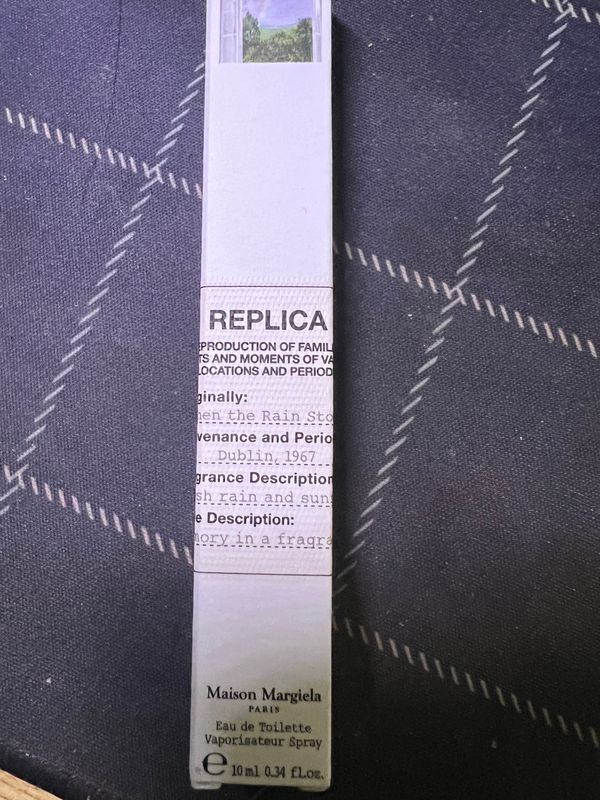 REPLICA
EPRODUCTION OF FAMIL
TS AND MOMENTS OF VA
LOCATIONS AND PERIOD
ginally:
hen the Rain Sto
venance and Perio
Dublin, 1967
grance Description
sh rain and sun
e Description:
mory in a fragra
Maison Margiela
PARIS
Eau de Toilette
Vaporisateur Spray
e 10 ml 0.34 fl.oz.